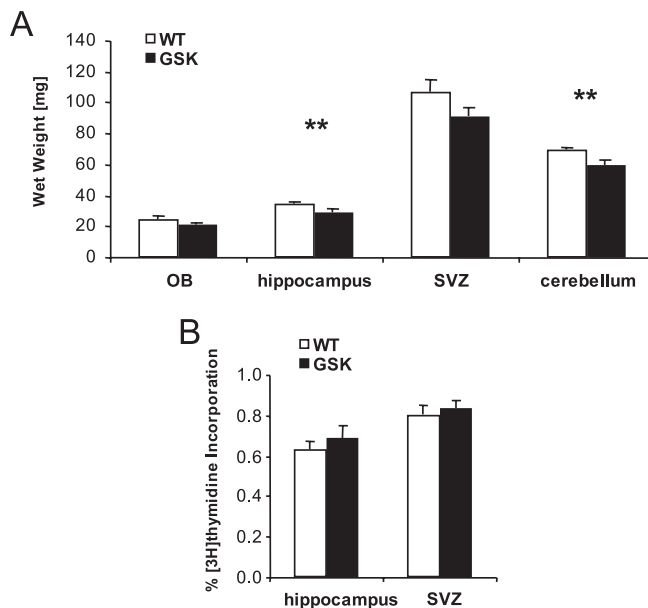 A
WT
GSK
Wet Weight [mg]
140
120
100
80
60
40
20
0
**
**
OB hippocampus SVZ cerebellum
B
WT
GSK
% [3H]thymidine Incorporation
1.0
0.8
0.6
0.4
0.2
0.0
hippocampus SVZ